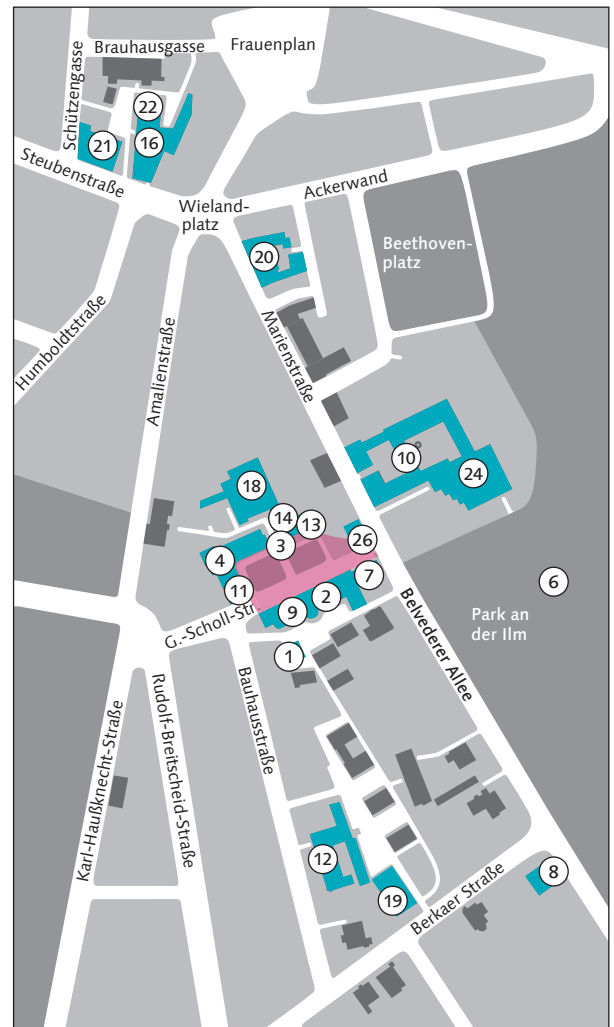 Brauhausgasse
Frauenplan
Schützengasse
22
16
21
Steubenstraße
Ackerwand
Wieland-
platz
Beethoven-
platz
20
Marienstraße
Humboldtstraße
Amalienstraße
10
24
18
14
13
3
26
4
7
11
2
9
6
G.-Scholl-Str.
Park an
der Ilm
Belvederer Allee
1
Bauhausstraße
Rudolf-Breitscheid-Straße
Karl-Haußknecht-Straße
12
19
8
Berkaer Straße